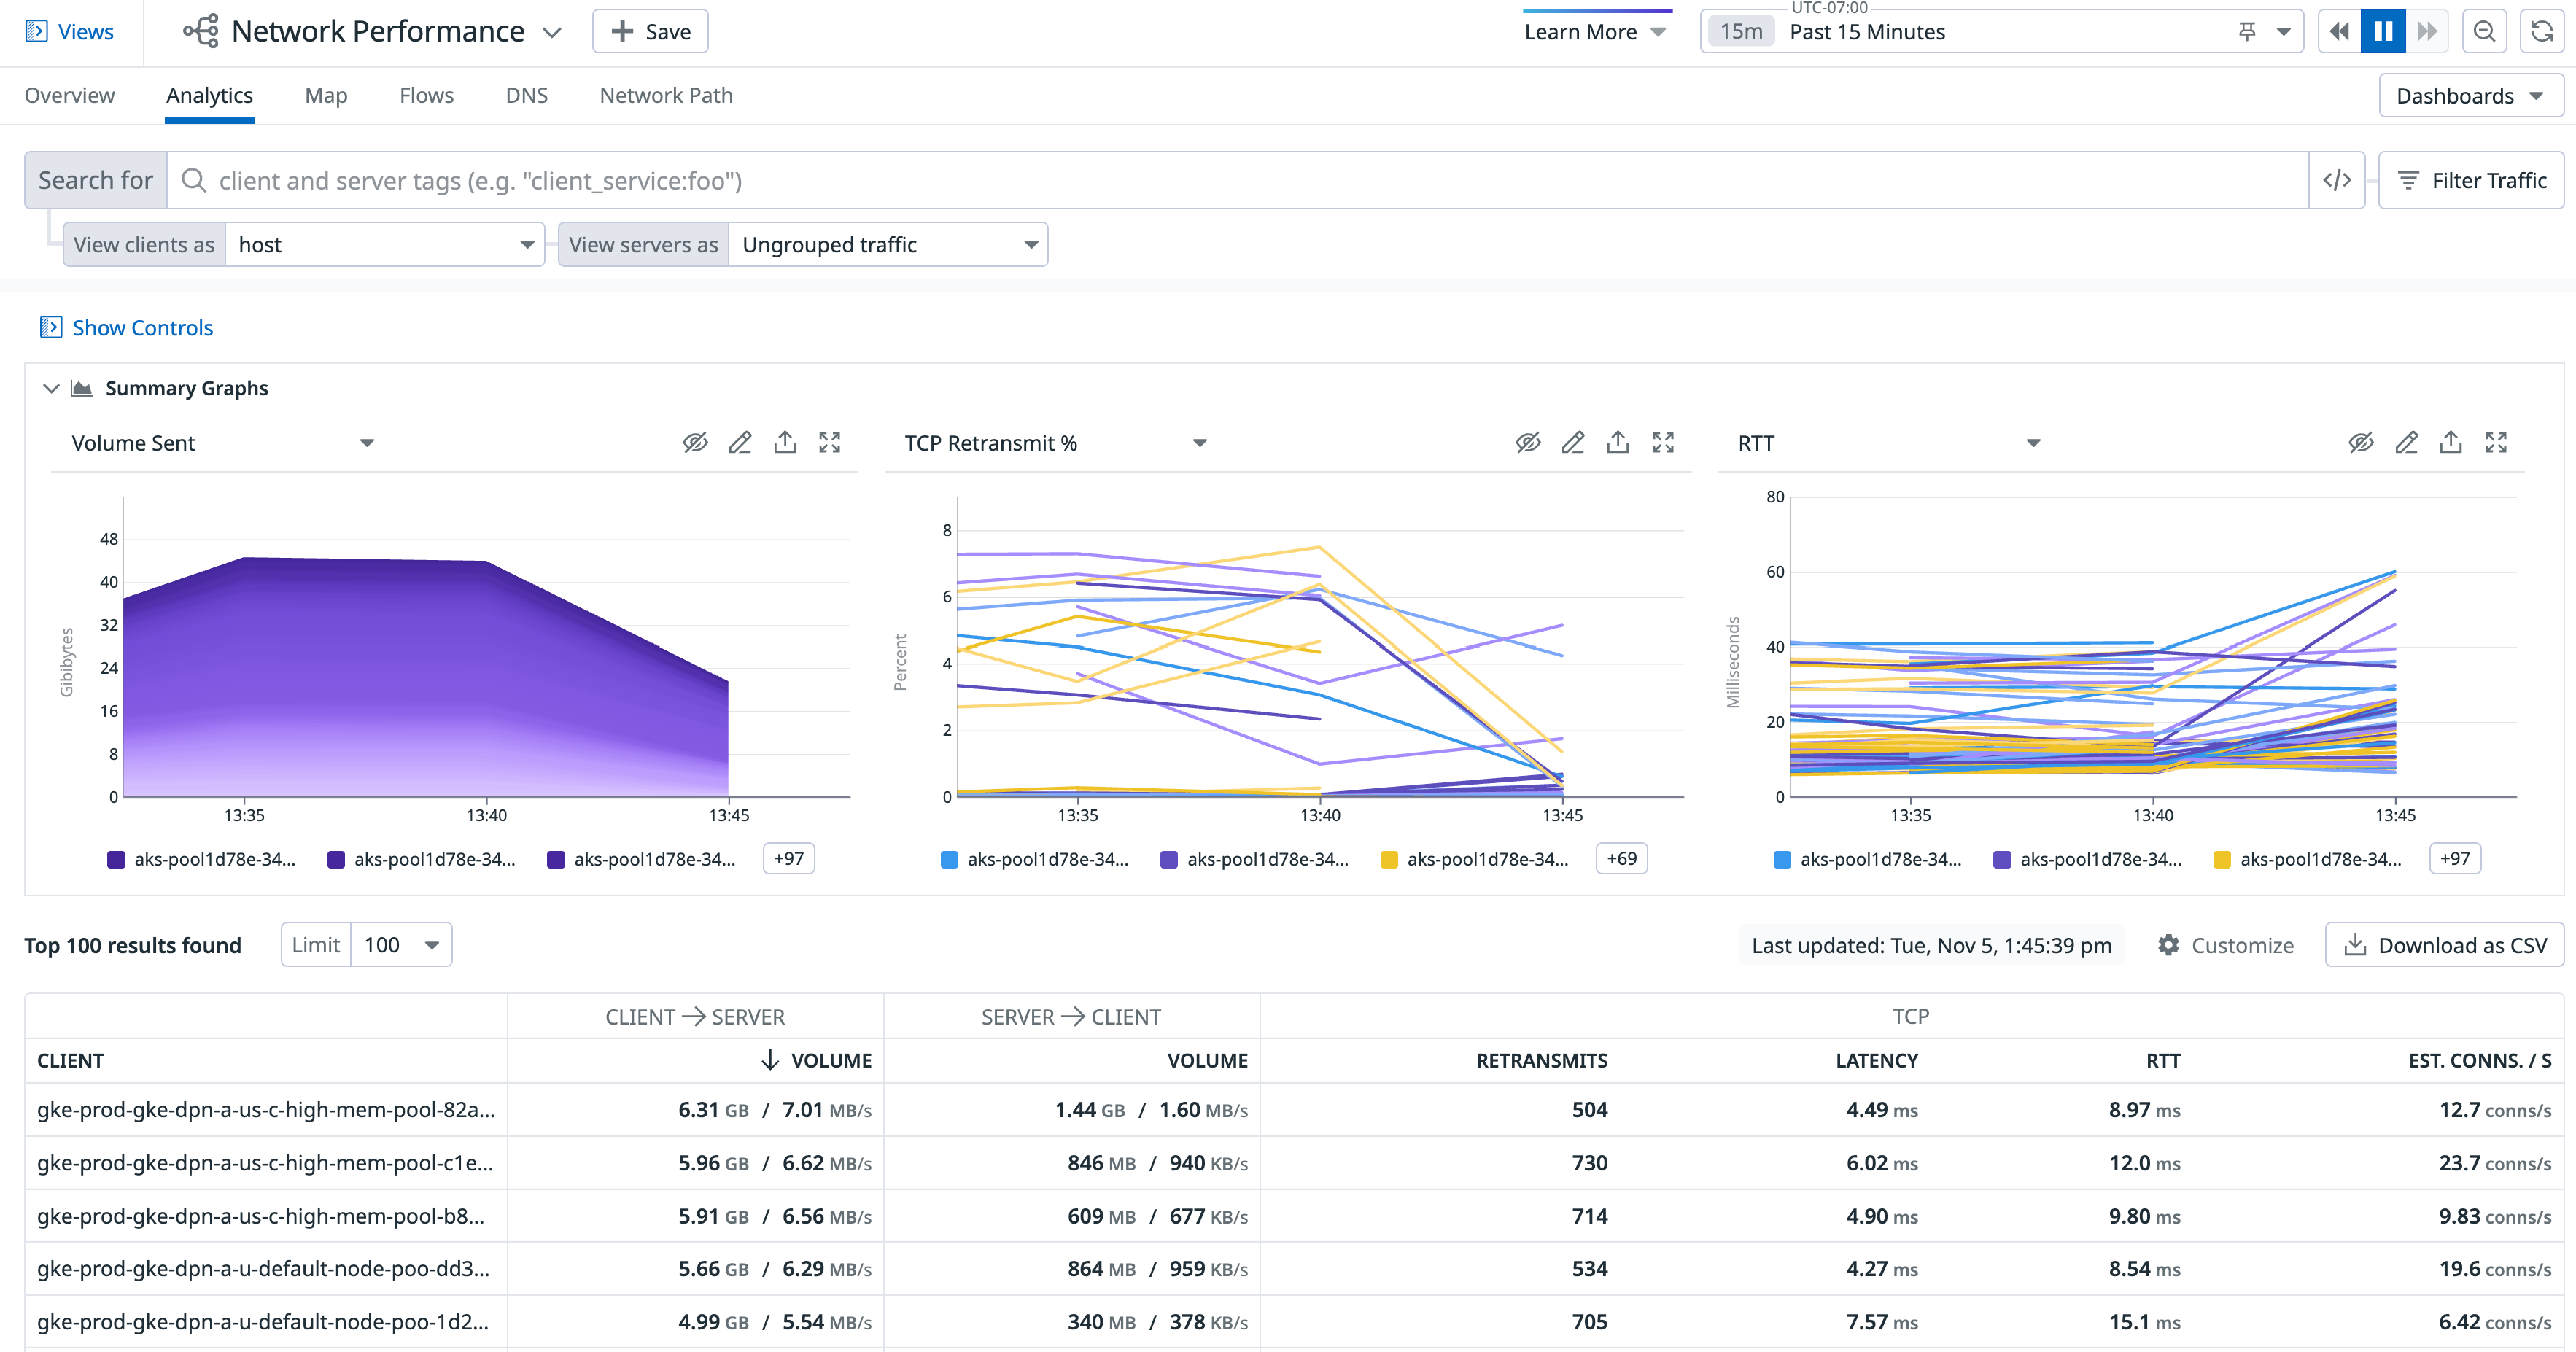 Views
Network Performance
Save
Learn More
UTC-07:00
15m Past 15 Minutes
Overview Analytics Map Flows DNS Network Path
Dashboards
Search for client and server tags (e.g. "client_service:foo") </> Filter Traffic
View clients as host View servers as Ungrouped traffic
Show Controls
Summary Graphs
Volume Sent
Gibibytes
48
40
32
24
16
8
0
13:35 13:40 13:45
aks-pool1d78e-34... aks-pool1d78e-34... aks-pool1d78e-34... +97
TCP Retransmit %
Percent
8
6
4
2
0
13:35 13:40 13:45
aks-pool1d78e-34... aks-pool1d78e-34... aks-pool1d78e-34... +69
RTT
Milliseconds
80
60
40
20
0
13:35 13:40 13:45
aks-pool1d78e-34... aks-pool1d78e-34... aks-pool1d78e-34... +97
Top 100 results found Limit 100 Last updated: Tue, Nov 5, 1:45:39 pm Customize Download as CSV
CLIENT → SERVER SERVER → CLIENT TCP
CLIENT ↓ VOLUME VOLUME RETRANSMITS LATENCY RTT EST. CONNS. / S
gke-prod-gke-dpn-a-us-c-high-mem-pool-82a... 6.31 GB / 7.01 MB/s 1.44 GB / 1.60 MB/s 504 4.49 ms 8.97 ms 12.7 conns/s
gke-prod-gke-dpn-a-us-c-high-mem-pool-c1e... 5.96 GB / 6.62 MB/s 846 MB / 940 KB/s 730 6.02 ms 12.0 ms 23.7 conns/s
gke-prod-gke-dpn-a-us-c-high-mem-pool-b8... 5.91 GB / 6.56 MB/s 609 MB / 677 KB/s 714 4.90 ms 9.80 ms 9.83 conns/s
gke-prod-gke-dpn-a-u-default-node-poo-dd3... 5.66 GB / 6.29 MB/s 864 MB / 959 KB/s 534 4.27 ms 8.54 ms 19.6 conns/s
gke-prod-gke-dpn-a-u-default-node-poo-1d2... 4.99 GB / 5.54 MB/s 340 MB / 378 KB/s 705 7.57 ms 15.1 ms 6.42 conns/s